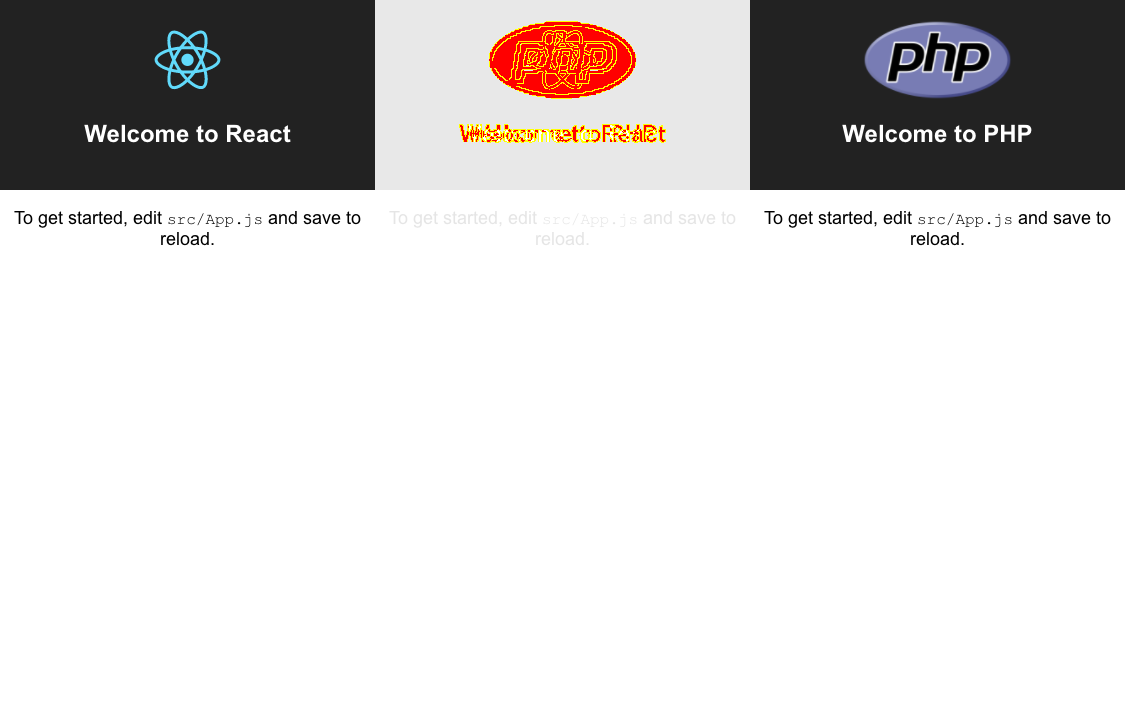 Welcome to React
To get started, edit src/App.js and save to
reload.
php
To get started, edit src/App.js and save to
reload.
php
Welcome to PHP
To get started, edit src/App.js and save to
reload.